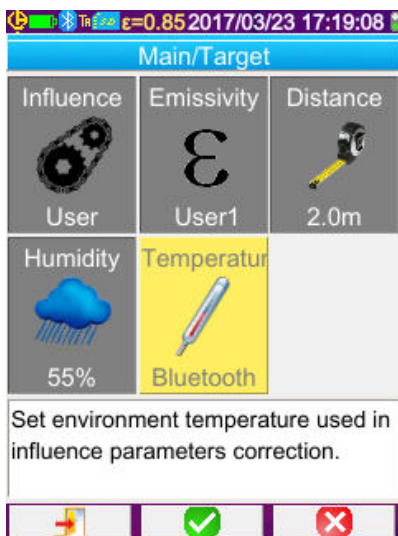 ε=0.85 2017/03/23 17:19:08
Main/Target
Influence Emissivity Distance
ε
User User1 2.0m
Humidity Temperatur
55% Bluetooth
Set environment temperature used in
influence parameters correction.